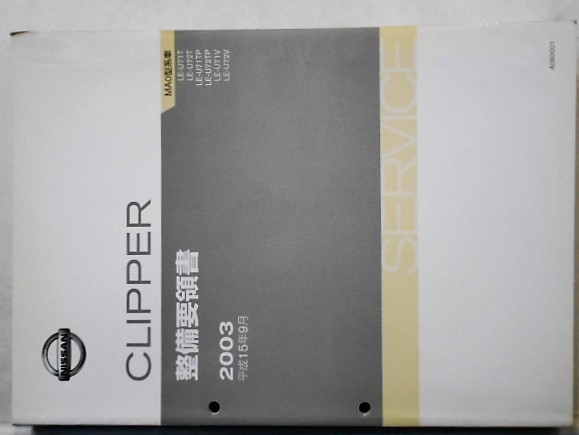 NISSAN
CLIPPER
MA0型系車
LE-U71T
LE-U72T
LE-U71TP
LE-U72TP
LE-U71V
LE-U72V
整備要領書
2003
平成15年9月
SERVICE
A060001